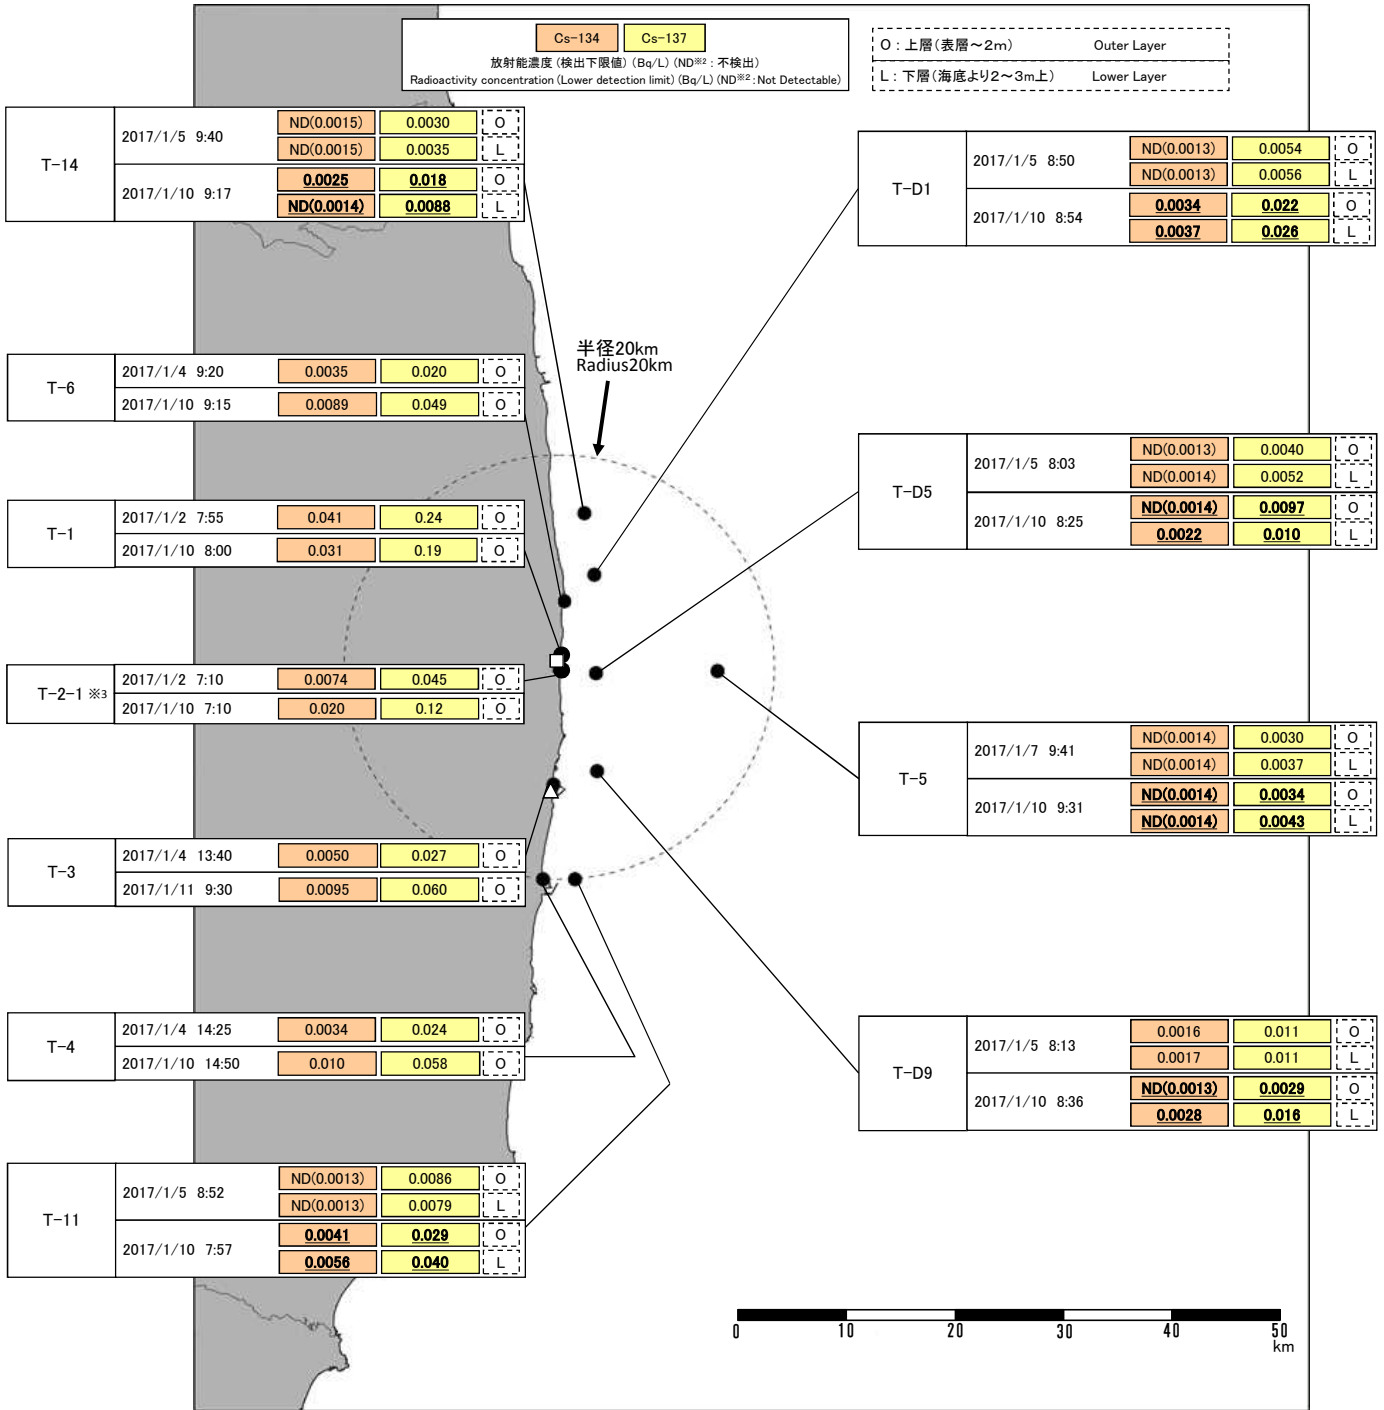 Cs-134 Cs-137
放射能濃度(検出下限値)(Bq/L)(ND※2:不検出)
Radioactivity concentration (Lower detection limit) (Bq/L) (ND※2:Not Detectable)
O:上層(表層～2m) Outer Layer
L:下層(海底より2～3m上) Lower Layer
T-14
2017/1/5 9:40
ND(0.0015) 0.0030 O
ND(0.0015) 0.0035 L
2017/1/10 9:17
0.0025 0.018 O
ND(0.0014) 0.0088 L
T-D1
2017/1/5 8:50
ND(0.0013) 0.0054 O
ND(0.0013) 0.0056 L
2017/1/10 8:54
0.0034 0.022 O
0.0037 0.026 L
半径20km
Radius20km
T-6
2017/1/4 9:20 0.0035 0.020 O
2017/1/10 9:15 0.0089 0.049 O
T-D5
2017/1/5 8:03
ND(0.0013) 0.0040 O
ND(0.0014) 0.0052 L
2017/1/10 8:25
ND(0.0014) 0.0097 O
0.0022 0.010 L
T-1
2017/1/2 7:55 0.041 0.24 O
2017/1/10 8:00 0.031 0.19 O
T-2-1 ※3
2017/1/2 7:10 0.0074 0.045 O
2017/1/10 7:10 0.020 0.12 O
T-5
2017/1/7 9:41
ND(0.0014) 0.0030 O
ND(0.0014) 0.0037 L
2017/1/10 9:31
ND(0.0014) 0.0034 O
ND(0.0014) 0.0043 L
T-3
2017/1/4 13:40 0.0050 0.027 O
2017/1/11 9:30 0.0095 0.060 O
T-4
2017/1/4 14:25 0.0034 0.024 O
2017/1/10 14:50 0.010 0.058 O
T-D9
2017/1/5 8:13
0.0016 0.011 O
0.0017 0.011 L
2017/1/10 8:36
ND(0.0013) 0.0029 O
0.0028 0.016 L
T-11
2017/1/5 8:52
ND(0.0013) 0.0086 O
ND(0.0013) 0.0079 L
2017/1/10 7:57
0.0041 0.029 O
0.0056 0.040 L
0 10 20 30 40 50
km